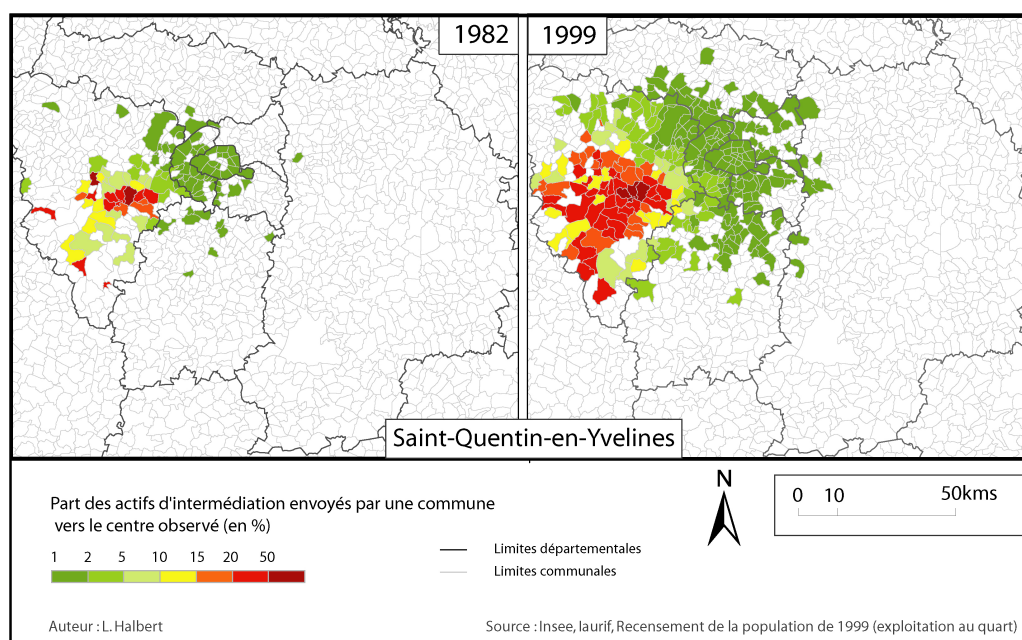 1982
1999
Saint-Quentin-en-Yvelines
Part des actifs d'intermédiation envoyés par une commune
vers le centre observé (en %)
1 2 5 10 15 20 50
Limites départementales
Limites communales
N
0 10 50kms
Auteur : L. Halbert
Source : Insee, Iaurif, Recensement de la population de 1999 (exploitation au quart)